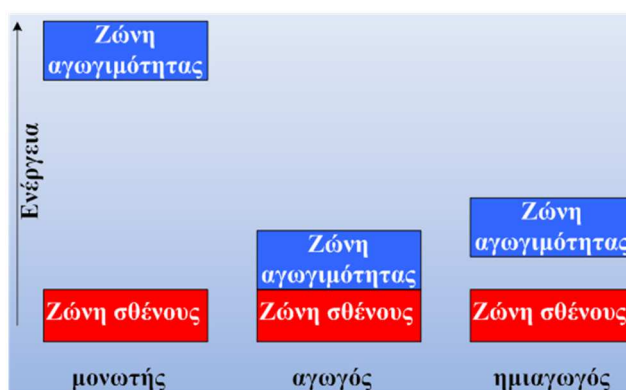 Ζώνη
αγωγιμότητας
Ενέργεια
Ζώνη
αγωγιμότητας
Ζώνη
αγωγιμότητας
Ζώνη σθένους
Ζώνη σθένους
Ζώνη σθένους
μονωτής
αγωγός
ημιαγωγός